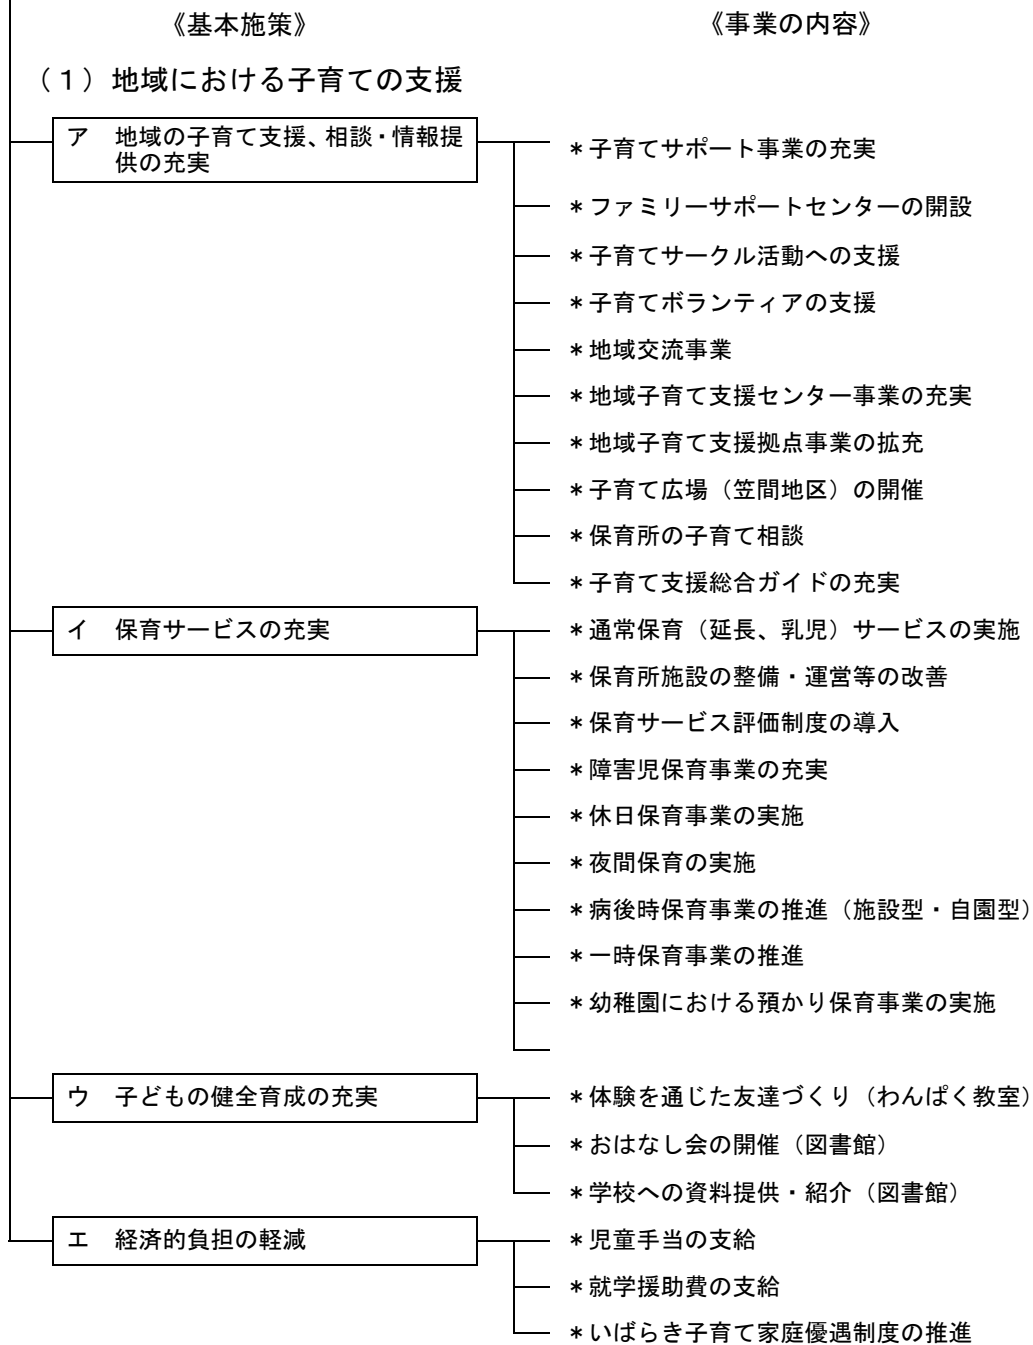 《基本施策》 《事業の内容》
（１）地域における子育ての支援
ア 地域の子育て支援、相談・情報提
供の充実
＊子育てサポート事業の充実
＊ファミリーサポートセンターの開設
＊子育てサークル活動への支援
＊子育てボランティアの支援
＊地域交流事業
＊地域子育て支援センター事業の充実
＊地域子育て支援拠点事業の拡充
＊子育て広場（笠間地区）の開催
＊保育所の子育て相談
＊子育て支援総合ガイドの充実
イ 保育サービスの充実
＊通常保育（延長、乳児）サービスの実施
＊保育所施設の整備・運営等の改善
＊保育サービス評価制度の導入
＊障害児保育事業の充実
＊休日保育事業の実施
＊夜間保育の実施
＊病後時保育事業の推進（施設型・自園型）
＊一時保育事業の推進
＊幼稚園における預かり保育事業の実施
ウ 子どもの健全育成の充実
＊体験を通じた友達づくり（わんぱく教室）
＊おはなし会の開催（図書館）
＊学校への資料提供・紹介（図書館）
エ 経済的負担の軽減
＊児童手当の支給
＊就学援助費の支給
＊いばらき子育て家庭優遇制度の推進